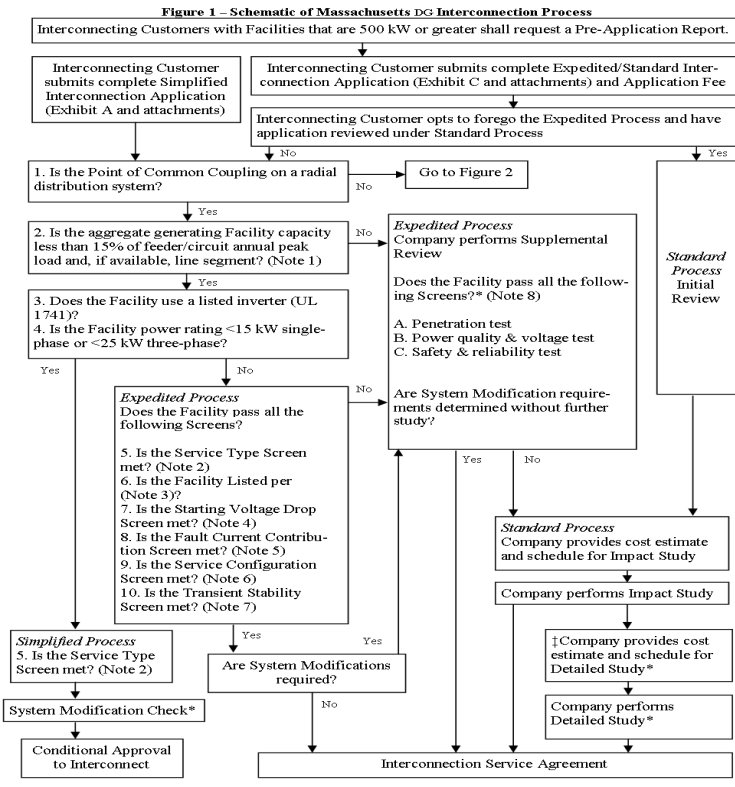 Figure 1 – Schematic of Massachusetts DG Interconnection Process
Interconnecting Customers with Facilities that are 500 kW or greater shall request a Pre-Application Report.
Interconnecting Customer
submits complete Simplified
Interconnection Application
(Exhibit A and attachments)
Interconnecting Customer submits complete Expedited/Standard Inter-
connection Application (Exhibit C and attachments) and Application Fee
Interconnecting Customer opts to forego the Expedited Process and have
application reviewed under Standard Process
No
Yes
1. Is the Point of Common Coupling on a radial
distribution system?
No
Go to Figure 2
Yes
2. Is the aggregate generating Facility capacity
less than 15% of feeder/circuit annual peak
load and, if available, line segment? (Note 1)
No
Yes
Expedited Process
Company performs Supplemental
Review
Does the Facility pass all the follow-
ing Screens?* (Note 8)
A. Penetration test
B. Power quality & voltage test
C. Safety & reliability test
Are System Modification require-
ments determined without further
study?
Standard
Process
Initial
Review
3. Does the Facility use a listed inverter (UL
1741)?
4. Is the Facility power rating <15 kW single-
phase or <25 kW three-phase?
Yes
No
Expedited Process
Does the Facility pass all the
following Screens?
5. Is the Service Type Screen
met? (Note 2)
6. Is the Facility Listed per
(Note 3)?
7. Is the Starting Voltage Drop
Screen met? (Note 4)
8. Is the Fault Current Contribu-
tion Screen met? (Note 5)
9. Is the Service Configuration
Screen met? (Note 6)
10. Is the Transient Stability
Screen met? (Note 7)
No
Yes
No
Standard Process
Company provides cost estimate
and schedule for Impact Study
Company performs Impact Study
Simplified Process
5. Is the Service Type
Screen met? (Note 2)
Yes
Yes
Are System Modifications
required?
No
‡Company provides cost
estimate and schedule for
Detailed Study*
System Modification Check*
Company performs
Detailed Study*
Conditional Approval
to Interconnect
Interconnection Service Agreement